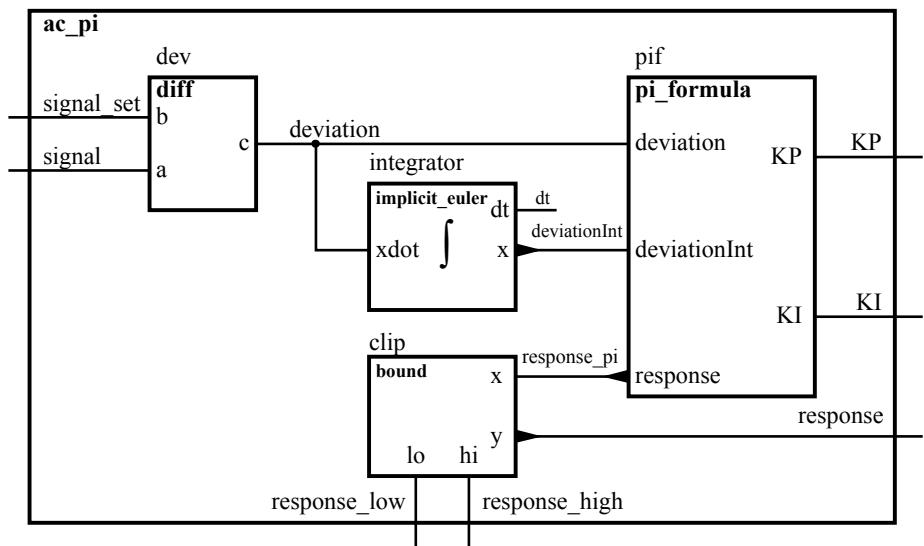 ac_pi
dev
pif
diff
pi_formula
signal_set
b
deviation
c
deviation
KP
KP
signal
a
integrator
implicit_euler
dt
dt
deviationInt
xdot
∫
x
deviationInt
KI
KI
clip
bound
x
response_pi
response
y
response
lo
hi
response_low
response_high